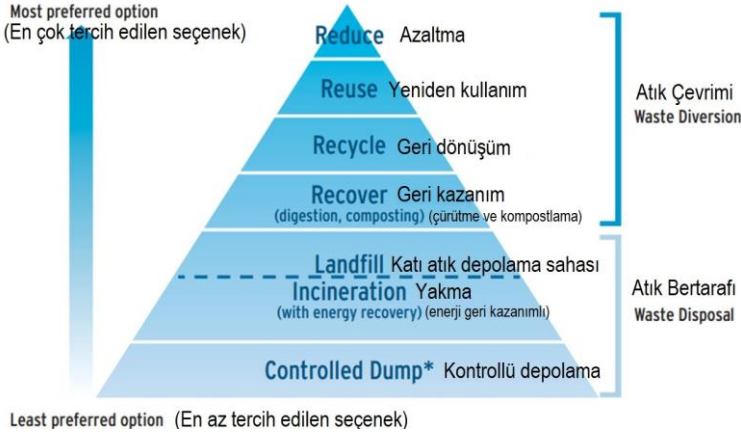 Most preferred option
(En çok tercih edilen seçenek)
Reduce Azaltma
Reuse Yeniden kullanım
Recycle Geri dönüşüm
Recover Geri kazanım
(digestion, composting) (çürütme ve kompostlama)
Atık Çevrimi
Waste Diversion
Landfill Katı atık depolama sahası
Incineration Yakma
(with energy recovery) (enerji geri kazanımlı)
Controlled Dump* Kontrollü depolama
Atık Bertarafı
Waste Disposal
Least preferred option (En az tercih edilen seçenek)